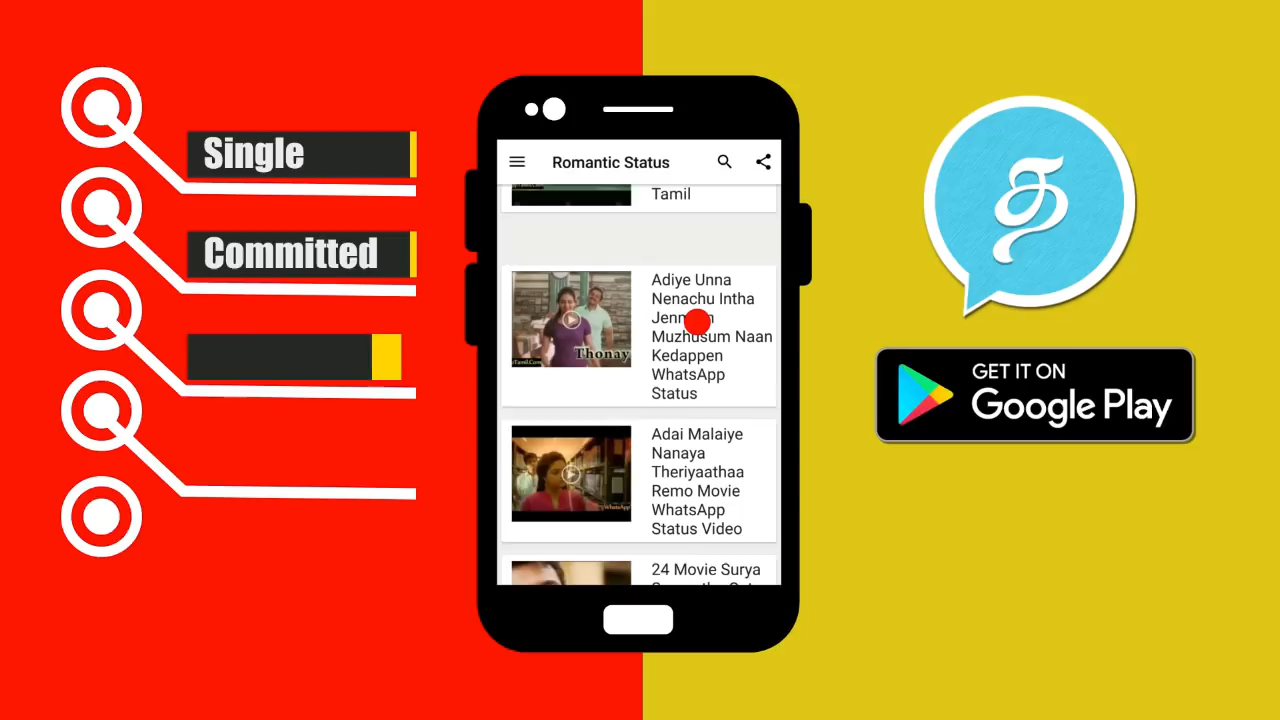 Single
Committed
Romantic Status
Tamil
Adiye Unna
Nenachu Intha
Muzhusum Naan
Kedappen
WhatsApp
Status
Thonay
Adai Malaiye
Nanaya
Theriyaathaa
Remo Movie
WhatsApp
Status Video
WhatsApp
24 Movie Surya
த
GET IT ON
Google Play